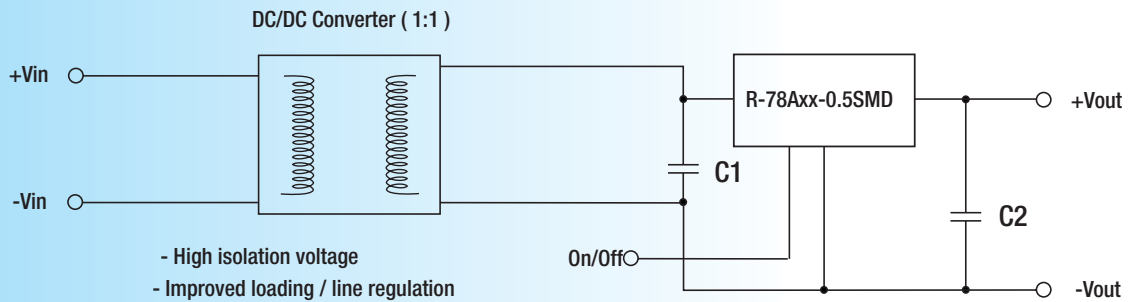 DC/DC Converter ( 1:1 )
+Vin
R-78Axx-0.5SMD
+Vout
C1
-Vin
C2
- High isolation voltage
On/Off
- Improved loading / line regulation
-Vout